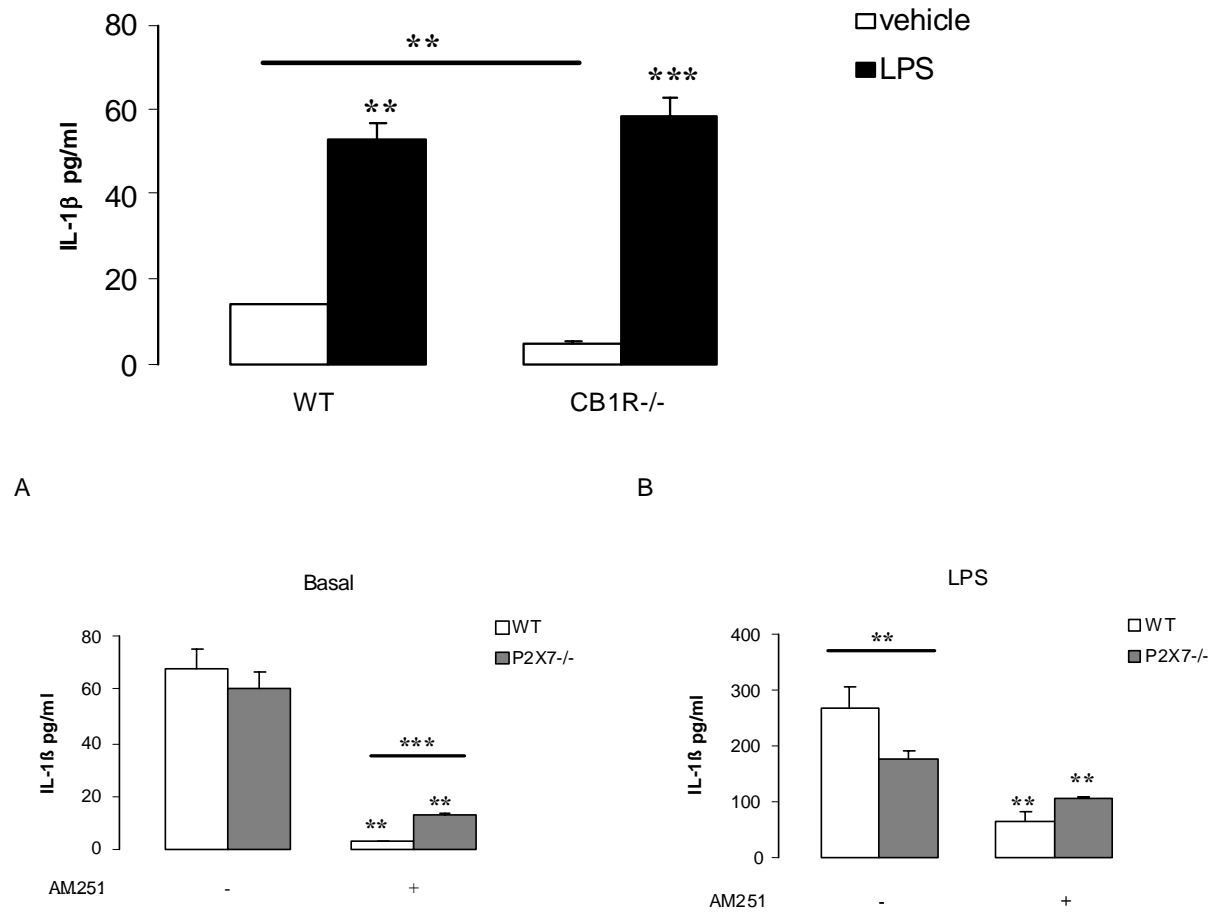 80
60
40
20
0
IL-1β pg/ml
**
**
***
vehicle
LPS
WT
CB1R-/-
A
B
Basal
80
60
40
20
0
IL-1ß pg/ml
WT
P2X7-/-
***
**
**
AM251
-
+
LPS
400
300
200
100
0
IL-1ß pg/ml
WT
P2X7-/-
**
**
**
AM251
-
+